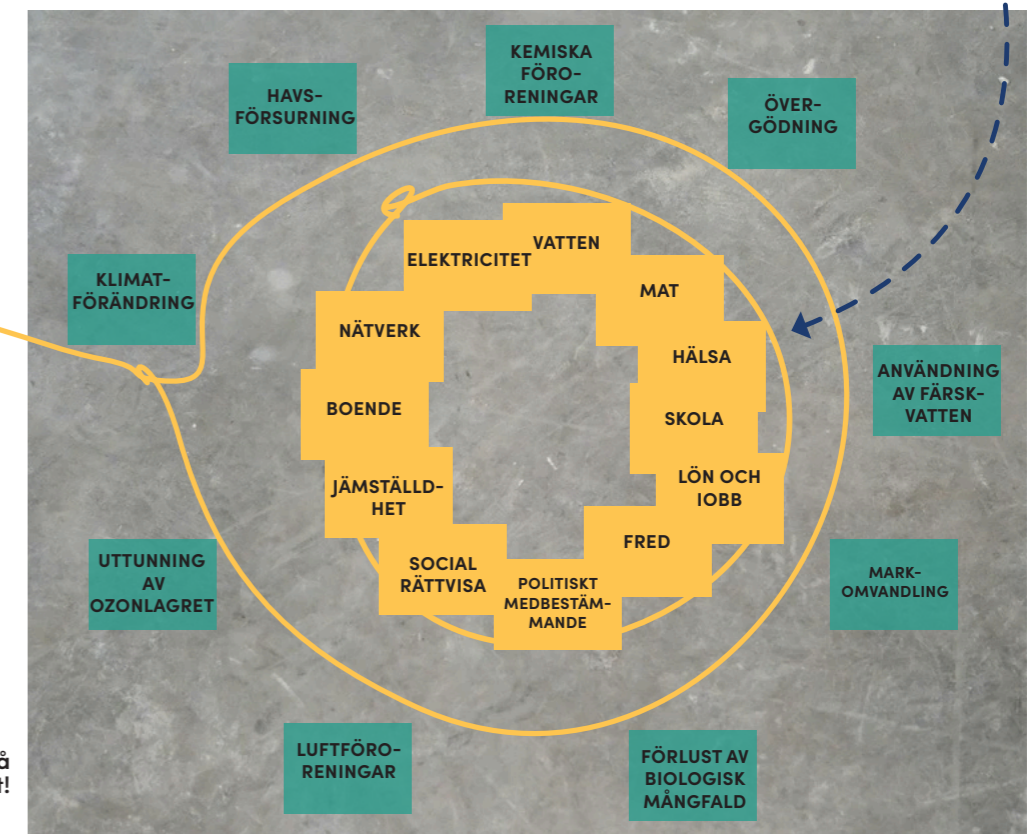 KEMISKA
FÖRO-
RENINGAR
HAVS-
FÖRSURNING
ÖVER-
GÖDNING
KLIMAT-
FÖRÄNDRING
ELEKTRICITET
VATTEN
MAT
NÄTVERK
HÄLSA
BOENDE
SKOLA
ANVÄNDNING
AV FÄRSK-
VATTEN
JÄMSTÄLLD-
HET
LÖN OCH
IOBB
FRED
SOCIAL
RÄTTVISA
POLITISKT
MEDBESTÄM-
MANDE
UTTUNNING
AV
OZONLAGRET
MARK-
OMVANDLING
LUFTFÖRO-
RENINGAR
FÖRLUST AV
BIOLOGISK
MÅNGFALD
å
!